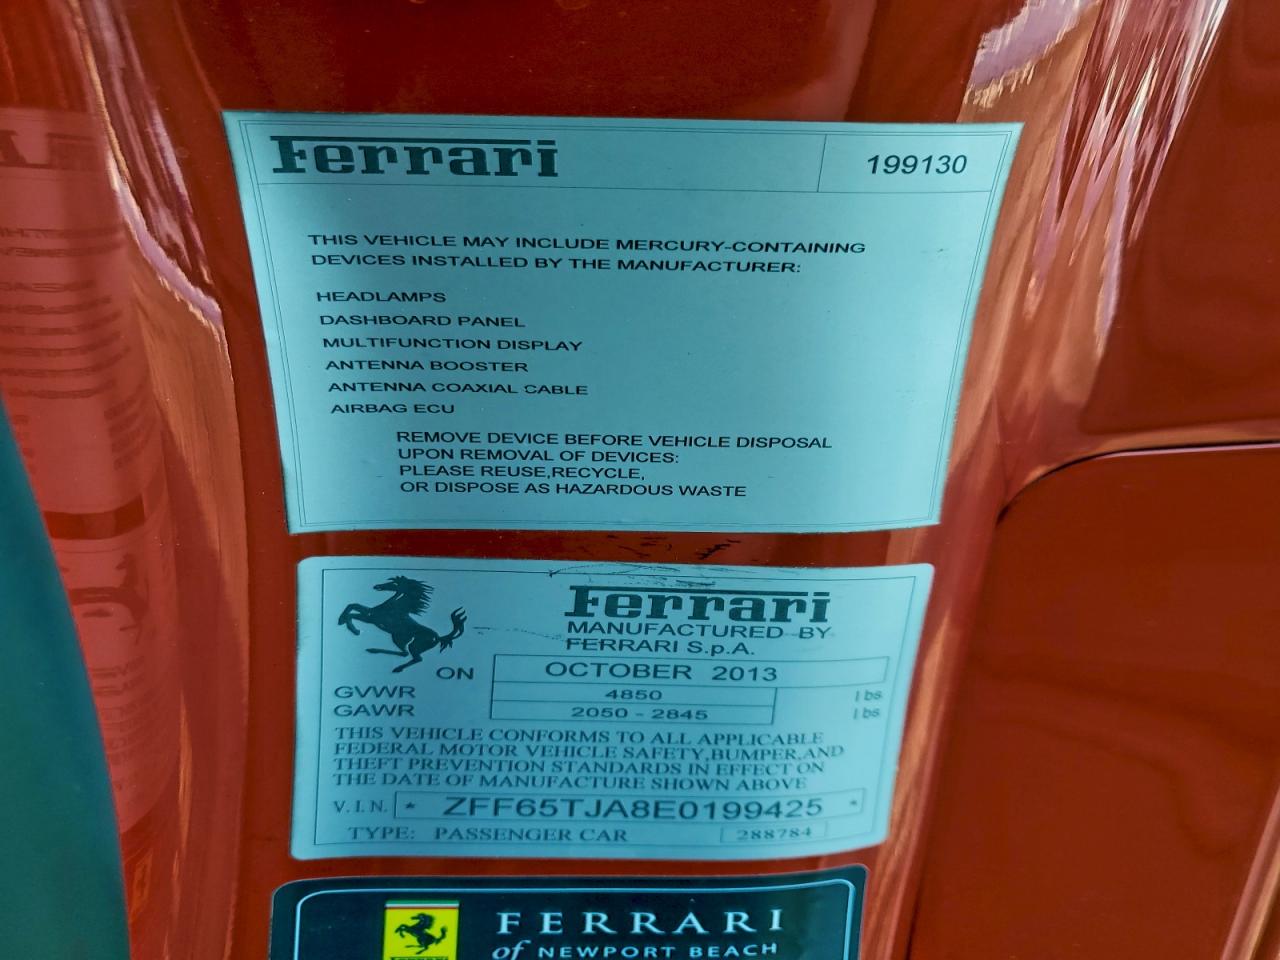 Ferrari
199130
THIS VEHICLE MAY INCLUDE MERCURY-CONTAINING
DEVICES INSTALLED BY THE MANUFACTURER:
HEADLAMPS
DASHBOARD PANEL
MULTIFUNCTION DISPLAY
ANTENNA BOOSTER
ANTENNA COAXIAL CABLE
AIRBAG ECU
REMOVE DEVICE BEFORE VEHICLE DISPOSAL
UPON REMOVAL OF DEVICES:
PLEASE REUSE,RECYCLE,
OR DISPOSE AS HAZARDOUS WASTE
Ferrari
MANUFACTURED BY
FERRARI S.p.A.
ON OCTOBER 2013
GVWR 4850 lbs
GAWR 2050 - 2845 lbs
THIS VEHICLE CONFORMS TO ALL APPLICABLE
FEDERAL MOTOR VEHICLE SAFETY,BUMPER,AND
THEFT PREVENTION STANDARDS IN EFFECT ON
THE DATE OF MANUFACTURE SHOWN ABOVE
V.I.N. * ZFF65TJA8E0199425 *
TYPE: PASSENGER CAR 288784
FERRARI
of NEWPORT BEACH